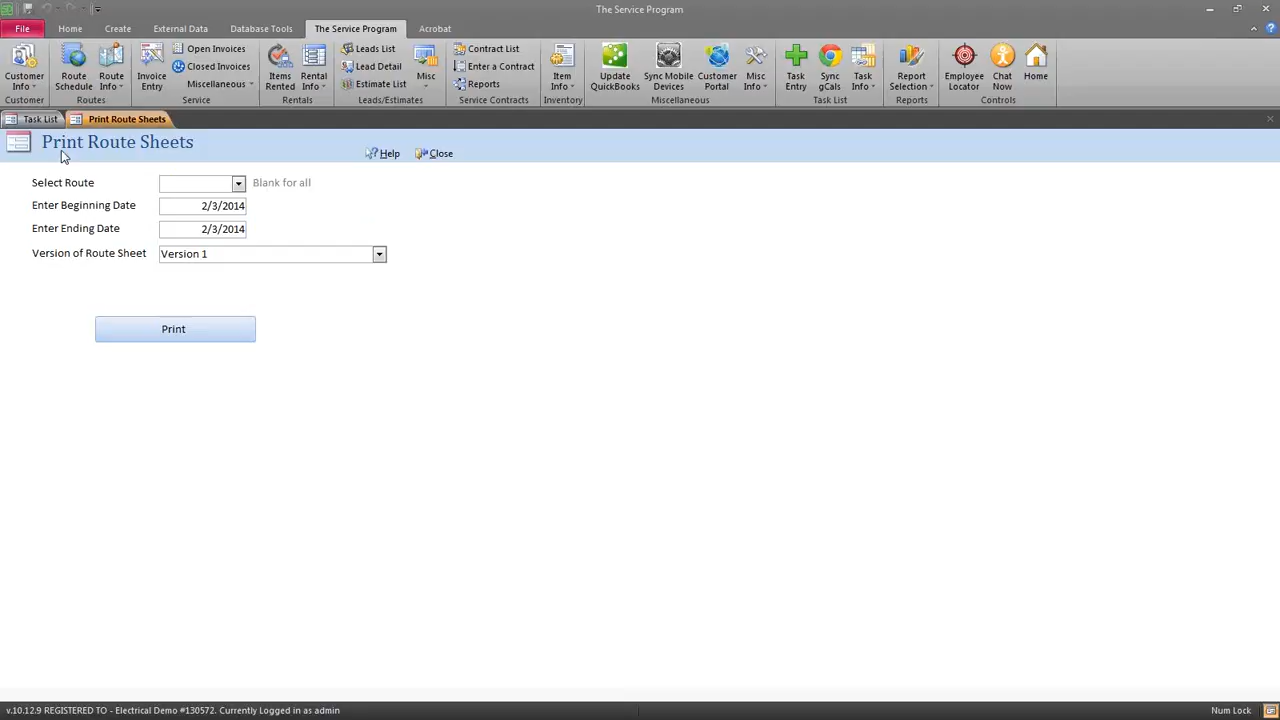 The Service Program
File Home Create External Data Database Tools The Service Program Acrobat
Customer Info
Route Schedule
Route Info
Invoice Entry
Open Invoices
Closed Invoices
Miscellaneous
Items Rented
Rental Info
Leads List
Lead Detail
Estimate List
Misc
Contract List
Enter a Contract
Reports
Item Info
Update QuickBooks
Sync Mobile Devices
Customer Portal
Misc Info
Task Entry
Sync gCals
Task Info
Report Selection
Employee Locator
Chat Now
Home
Customer Routes Service Rentals Leads/Estimates Service Contracts Inventory Miscellaneous Task List Reports Controls
Task List Print Route Sheets
Print Route Sheets
Help Close
Select Route Blank for all
Enter Beginning Date 2/3/2014
Enter Ending Date 2/3/2014
Version of Route Sheet Version 1
Print
v.10.12.9 REGISTERED TO - Electrical Demo #130572. Currently Logged in as admin Num Lock